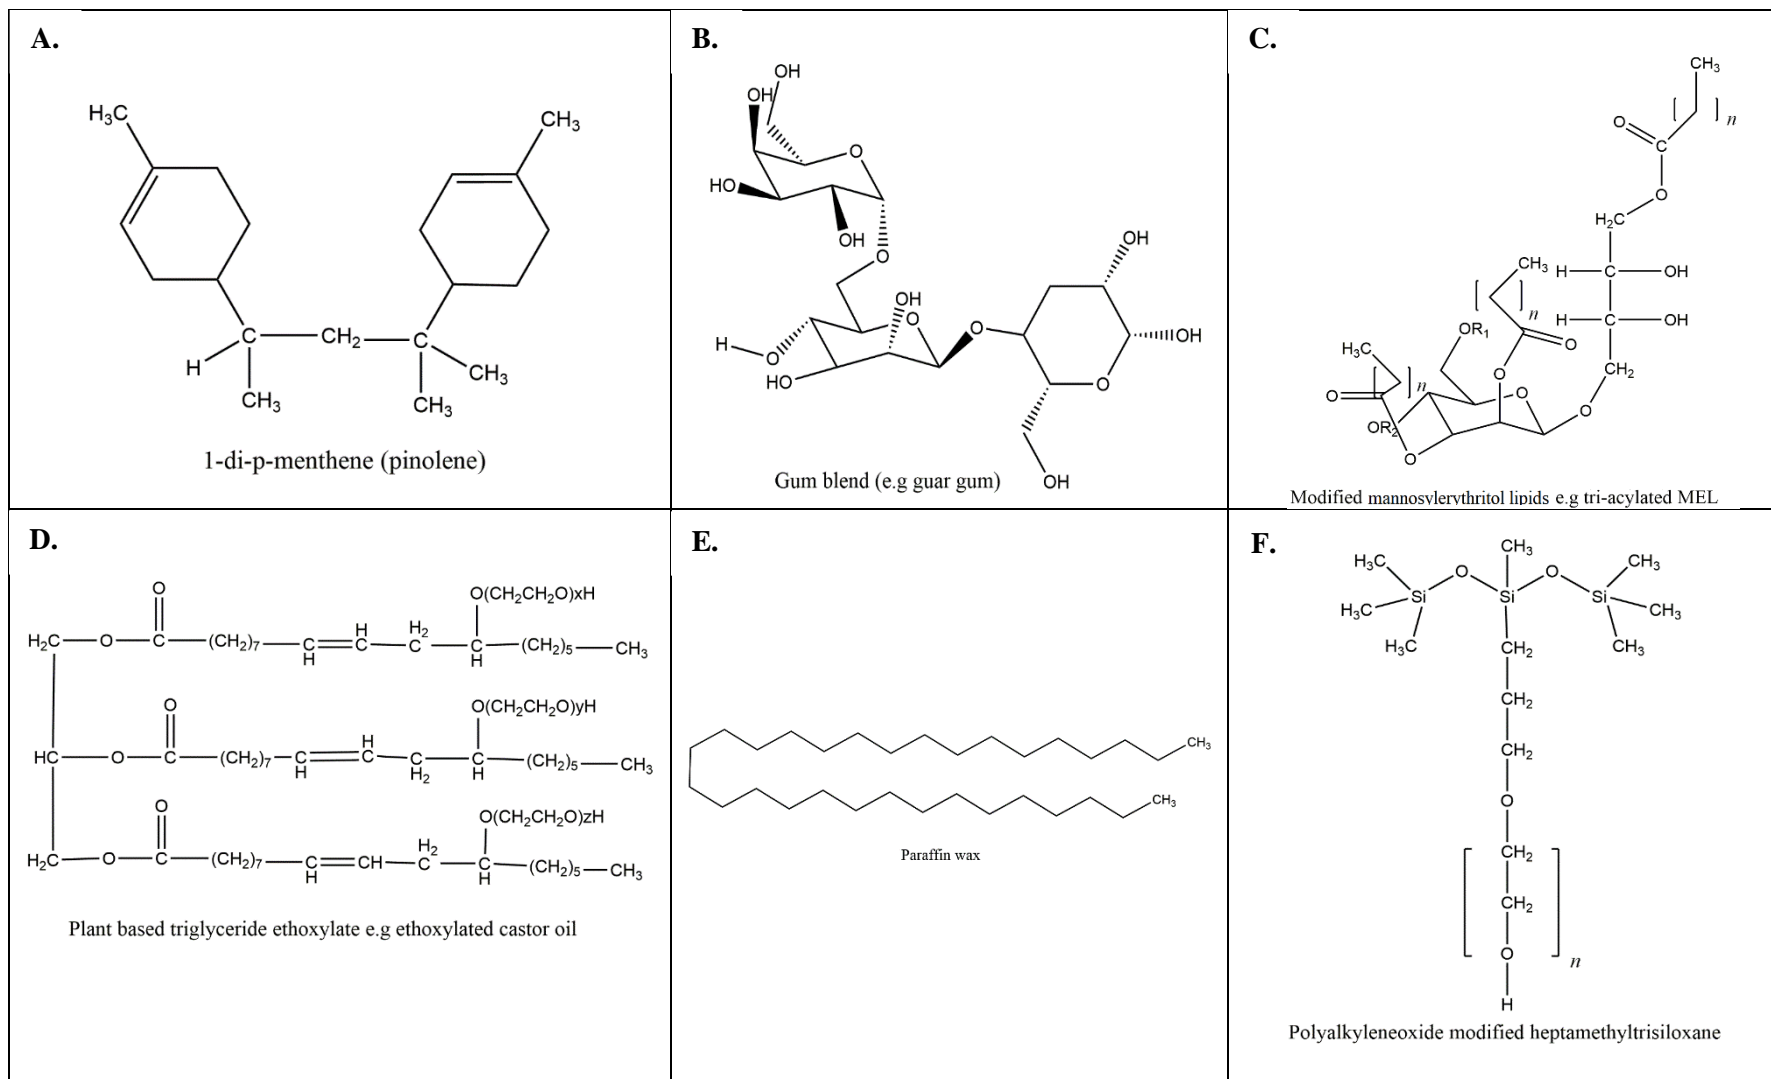 A.
H₃C
CH₃
C
CH₂
C
H
CH₃
CH₃
CH₃
1-di-p-menthene (pinolene)
B.
OH
OH
O
HO
OH
O
OH
OH
O
O
OH
H
O
HO
O
OH
Gum blend (e.g guar gum)
C.
CH₃
n
O
C
O
H₂C
CH₃
H
C
OH
n
H
C
OH
OR₁
O
H₃C
CH₂
O
n
O
O
O
OR₂
O
Modified mannosylerythritol lipids e.g tri-acylated MEL
D.
O
O(CH₂CH₂O)xH
H₂C
O
C
(CH₂)₇
C
H
H
C
H₂
C
C
H
(CH₂)₅
CH₃
O
O(CH₂CH₂O)yH
HC
O
C
(CH₂)₇
C
H
H
C
C
H₂
C
H
(CH₂)₅
CH₃
O
O(CH₂CH₂O)zH
H₂C
O
C
(CH₂)₇
C
H
CH
H₂
C
C
H
(CH₂)₅
CH₃
Plant based triglyceride ethoxylate e.g ethoxylated castor oil
E.
CH₃
CH₃
Paraffin wax
F.
CH₃
H₃C
O
O
CH₃
Si
Si
Si
H₃C
CH₃
H₃C
CH₂
CH₃
CH₂
CH₂
O
CH₂
CH₂
O
n
H
Polyalkyleneoxide modified heptamethyltrisiloxane